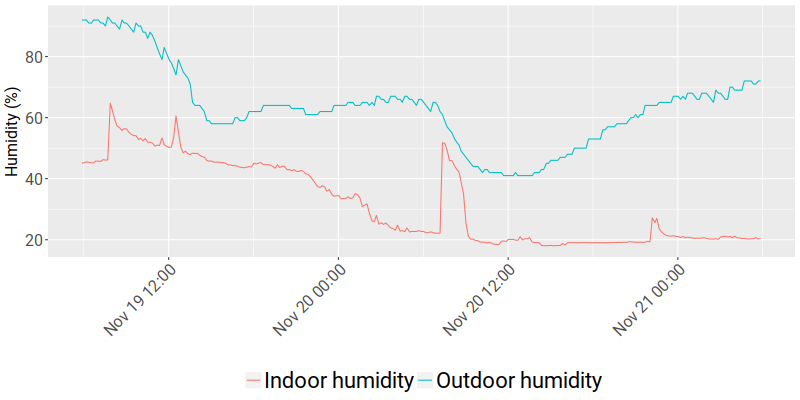 Humidity (%)
80
60
40
20
Nov 19 12:00
Nov 20 00:00
Nov 20 12:00
Nov 21 00:00
Indoor humidity
Outdoor humidity